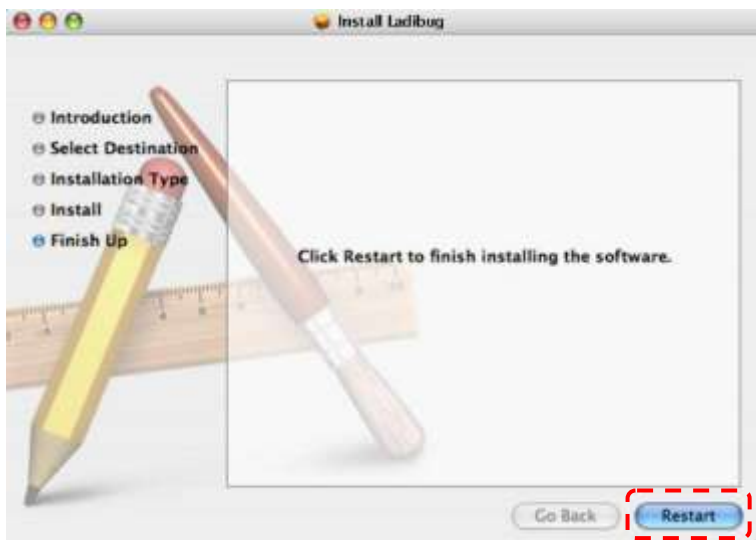 Install Ladibug
Introduction
Select Destination
Installation Type
Install
Finish Up
Click Restart to finish installing the software.
Go Back
Restart